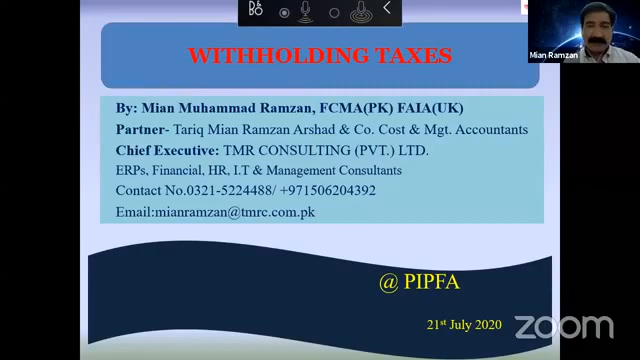 B&O
Mian Ramzan
WITHHOLDING TAXES
By: Mian Muhammad Ramzan, FCMA(PK) FAIA(UK)
Partner- Tariq Mian Ramzan Arshad & Co. Cost & Mgt. Accountants
Chief Executive: TMR CONSULTING (PVT.) LTD.
ERPs, Financial, HR, I.T & Management Consultants
Contact No.0321-5224488/ +971506204392
Email:mianramzan@tmrc.com.pk
@ PIPFA
21st July 2020
zoom